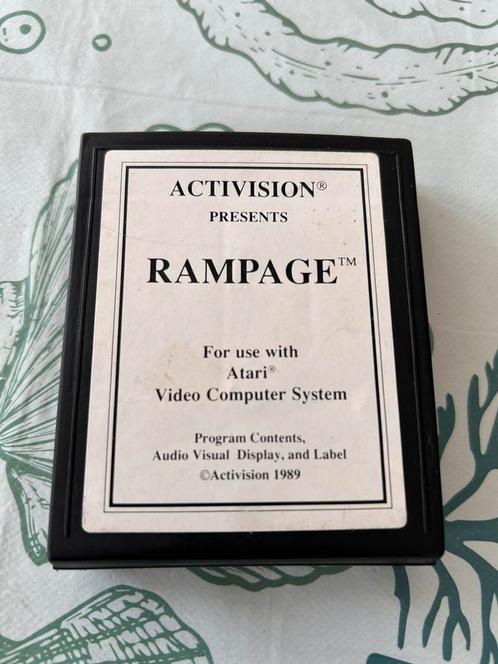 ACTIVISION®
PRESENTS
RAMPAGE™
For use with
Atari®
Video Computer System
Program Contents,
Audio Visual Display, and Label
©Activision 1989